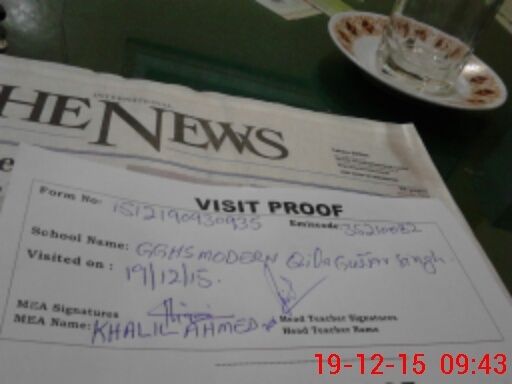 INTERNATIONAL
THE NEWS
VISIT PROOF
Form No: 1512190930935 Emiscode 35210082
School Name: GGHS MODERN Qila Gujjar Singh.
Visited on : 19/12/15.
MEA Signatures
Head Teacher Signatures
MEA Name: KHALIL AHMED
Head Teacher Name
19-12-15 09:43